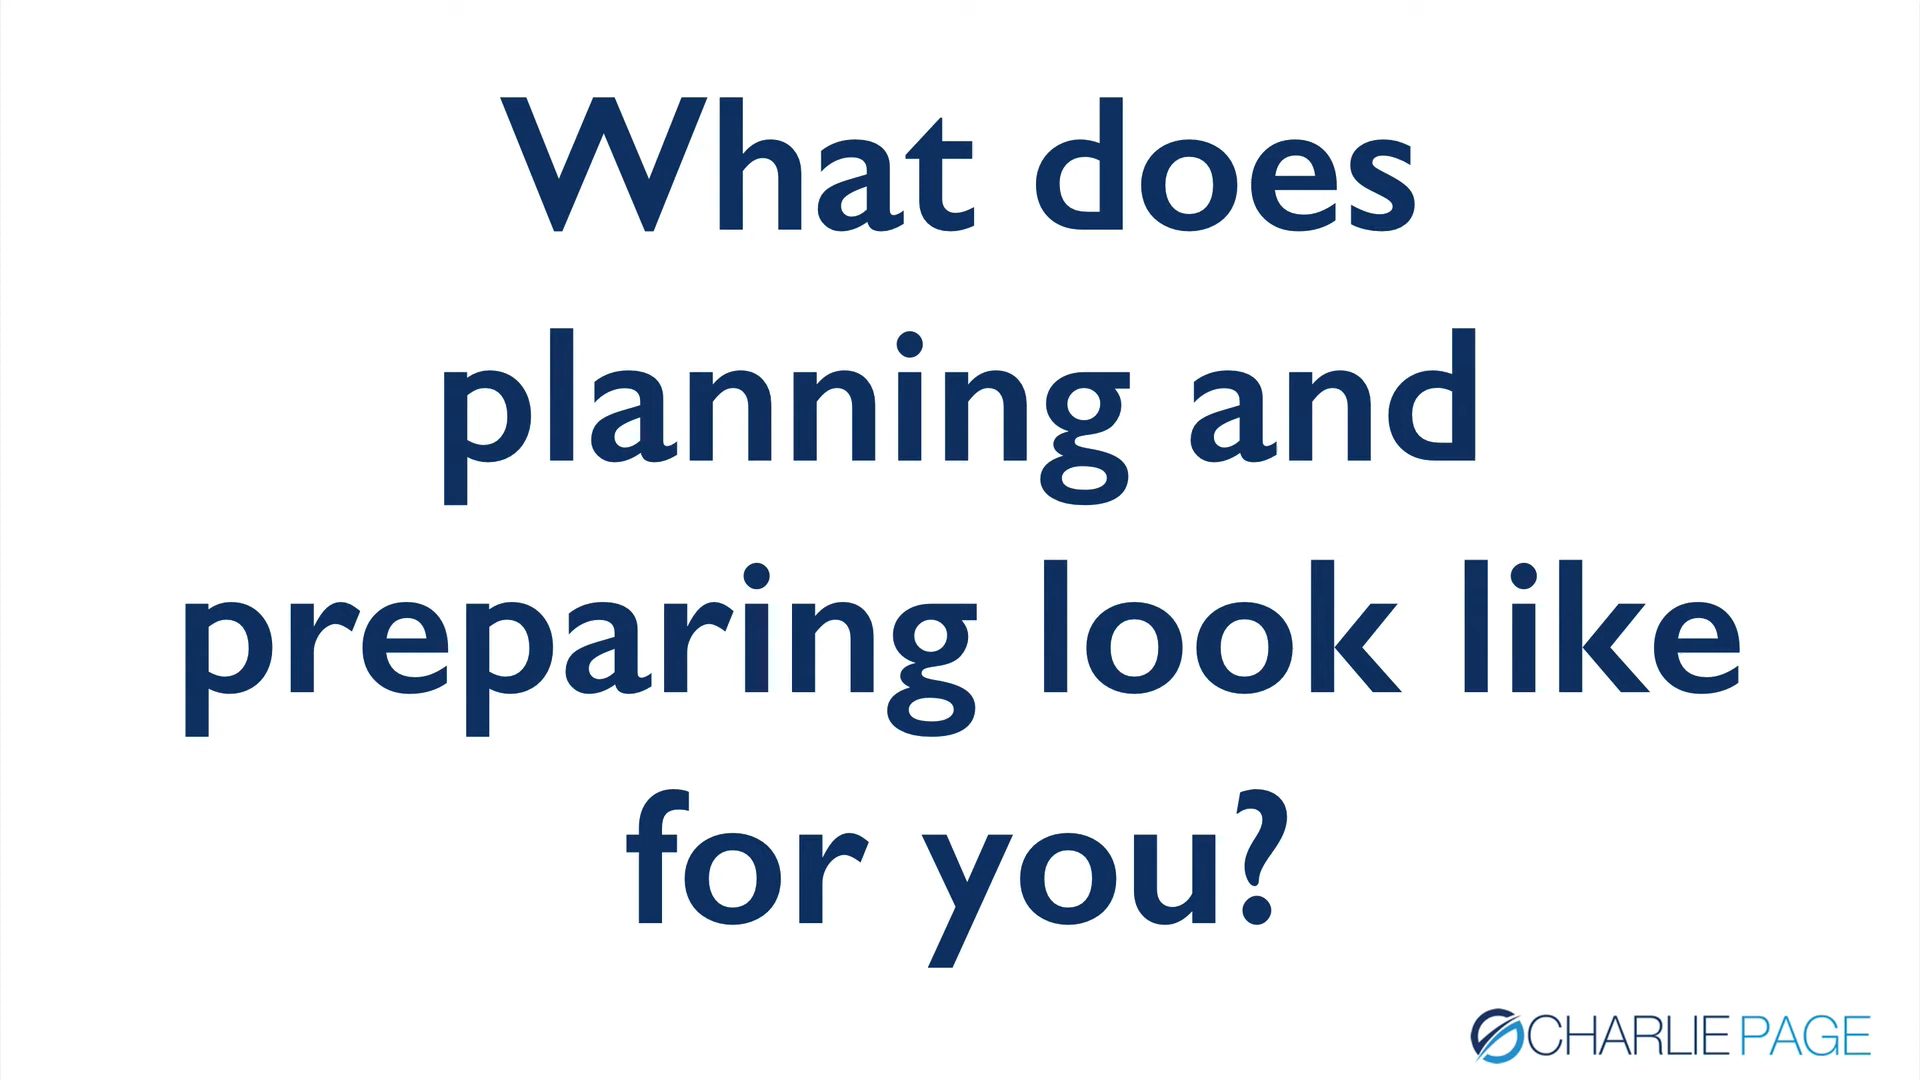 What does
planning and
preparing look like
for you?
CHARLIE PAGE